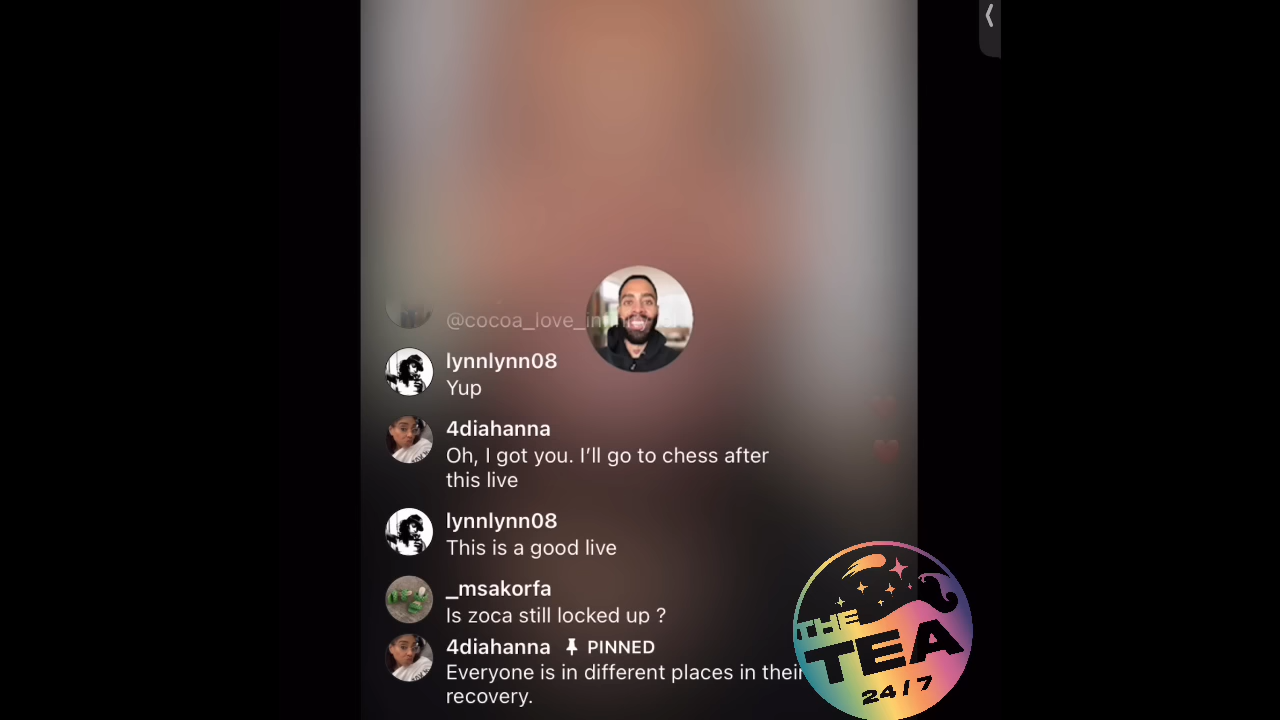 @cocoa_love_
lynnlynn08
Yup
4diahanna
Oh, I got you. I’ll go to chess after
this live
lynnlynn08
This is a good live
_msakorfa
Is zoca still locked up ?
4diahanna PINNED
Everyone is in different places in their
recovery.
THE
TEA
24/7